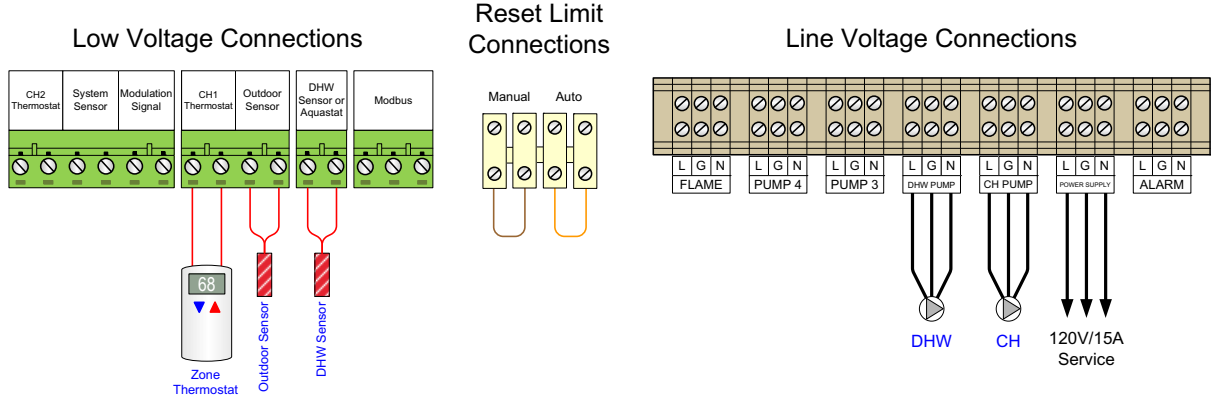 Low Voltage Connections
Reset Limit
Connections
Line Voltage Connections
CH2
Thermostat
System
Sensor
Modulation
Signal
CH1
Thermostat
Outdoor
Sensor
DHW
Sensor or
Aquastat
Modbus
Manual
Auto
L G N
FLAME
L G N
PUMP 4
L G N
PUMP 3
L G N
DHW PUMP
L G N
CH PUMP
L G N
POWER SUPPLY
L G N
ALARM
68
Zone
Thermostat
Outdoor Sensor
DHW Sensor
DHW
CH
120V/15A
Service